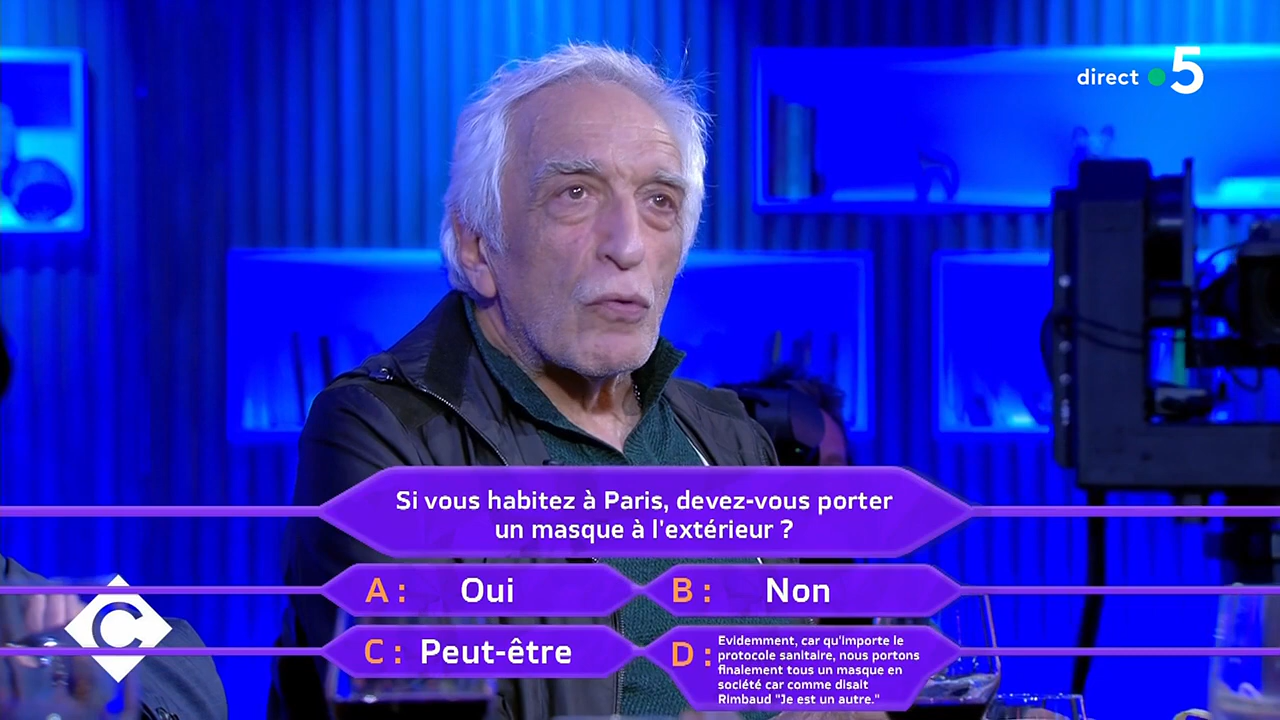 direct 5
Si vous habitez à Paris, devez-vous porter
un masque à l'extérieur ?
A : Oui
B : Non
C : Peut-être
D : Evidemment, car qu'importe le
protocole sanitaire, nous portons
finalement tous un masque en
société car comme disait
Rimbaud "Je est un autre."
C